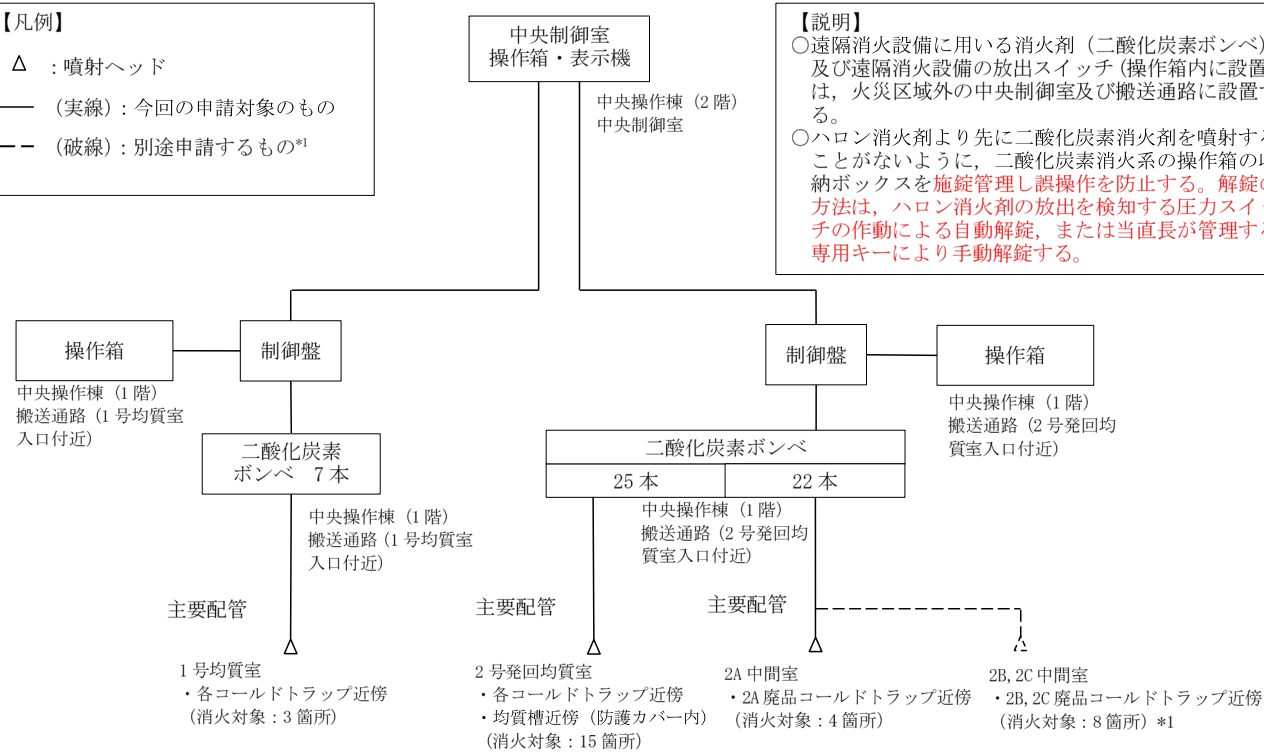 【凡例】
△ ：噴射ヘッド
（実線）：今回の申請対象のもの
（破線）：別途申請するもの*1
中央制御室
操作箱・表示機
中央操作棟（2 階）
中央制御室
【説明】
○遠隔消火設備に用いる消火剤（二酸化炭素ボンベ）
及び遠隔消火設備の放出スイッチ（操作箱内に設置
は，火災区域外の中央制御室及び搬送通路に設置
る。
○ハロン消火剤より先に二酸化炭素消火剤を噴射する
ことがないように，二酸化炭素消火系の操作箱の
納ボックスを施錠管理し誤操作を防止する。解錠の
方法は，ハロン消火剤の放出を検知する圧力スイッ
チの作動による自動解錠，または当直長が管理する
専用キーにより手動解錠する。
操作箱
中央操作棟（1 階）
搬送通路（1 号均質室
入口付近）
制御盤
制御盤
操作箱
中央操作棟（1 階）
搬送通路（2 号発回均
質室入口付近）
二酸化炭素
ボンベ　7 本
中央操作棟（1 階）
搬送通路（1 号均質室
入口付近）
二酸化炭素ボンベ
25 本
22 本
中央操作棟（1 階）
搬送通路（2 号発回均
質室入口付近）
主要配管
主要配管
主要配管
1 号均質室
・各コールドトラップ近傍
（消火対象：3 箇所）
2 号発回均質室
・各コールドトラップ近傍
・均質槽近傍（防護カバー内）
（消火対象：15 箇所）
2A 中間室
・2A 廃品コールドトラップ近傍
（消火対象：4 箇所）
2B, 2C 中間室
・2B, 2C 廃品コールドトラップ近傍
（消火対象：8 箇所）*1